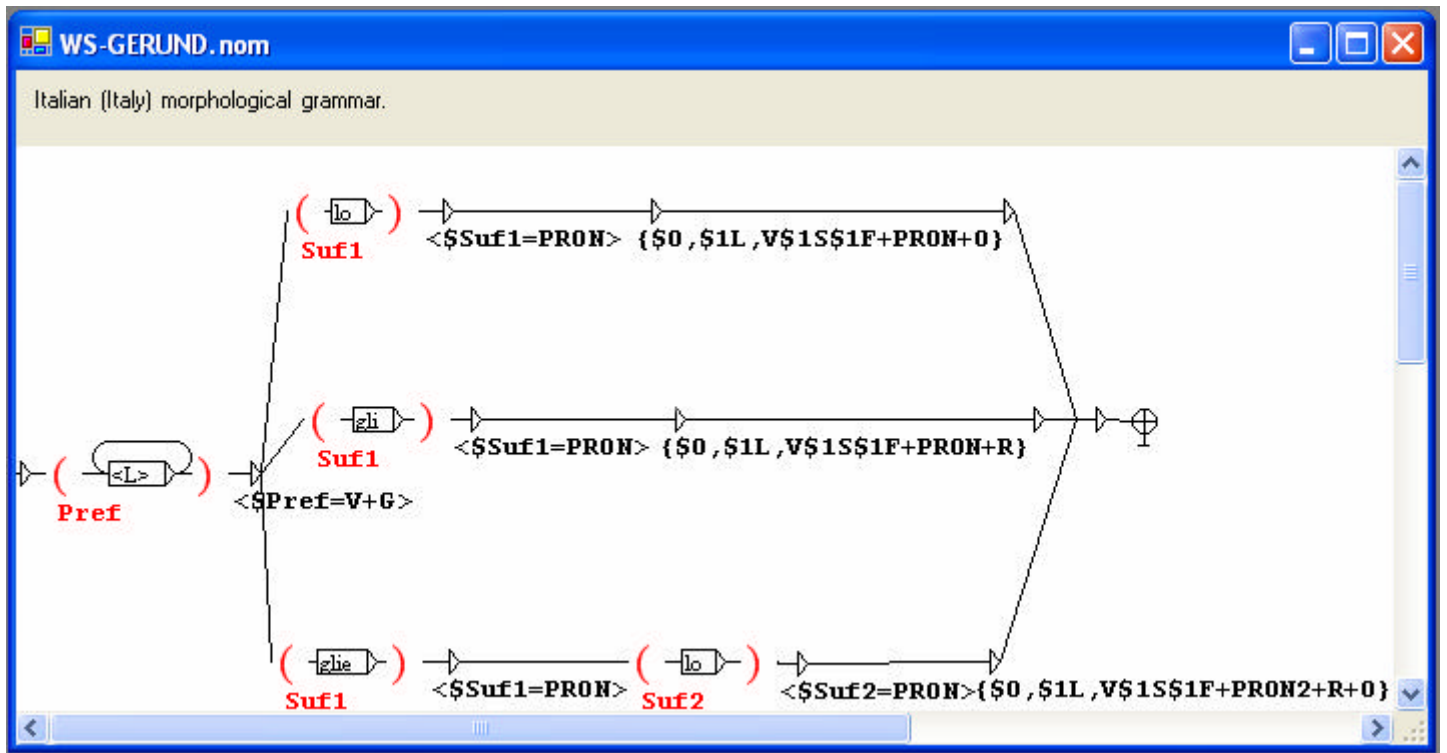 WS-GERUND.nom
Italian (Italy) morphological grammar.
( lo )
Suf1
<$Suf1=PRON> {$0,$1L,V$1S$1F+PRON+O}
( gli )
Suf1
<$Suf1=PRON> {$0,$1L,V$1S$1F+PRON+R}
( <L> )
Pref
<$Pref=V+G>
( glie )
Suf1
<$Suf1=PRON>
( lo )
Suf2
<$Suf2=PRON>{$0,$1L,V$1S$1F+PRON2+R+O}